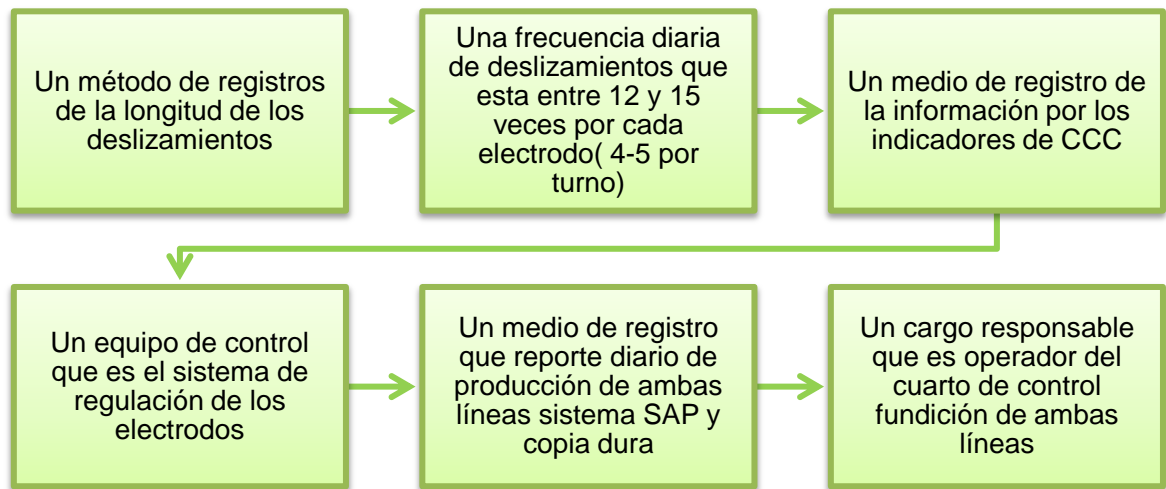 Un método de registros
de la longitud de los
deslizamientos
Una frecuencia diaria
de deslizamientos que
esta entre 12 y 15
veces por cada
electrodo( 4-5 por
turno)
Un medio de registro de
la información por los
indicadores de CCC
Un equipo de control
que es el sistema de
regulación de los
electrodos
Un medio de registro
que reporte diario de
producción de ambas
líneas sistema SAP y
copia dura
Un cargo responsable
que es operador del
cuarto de control
fundición de ambas
líneas